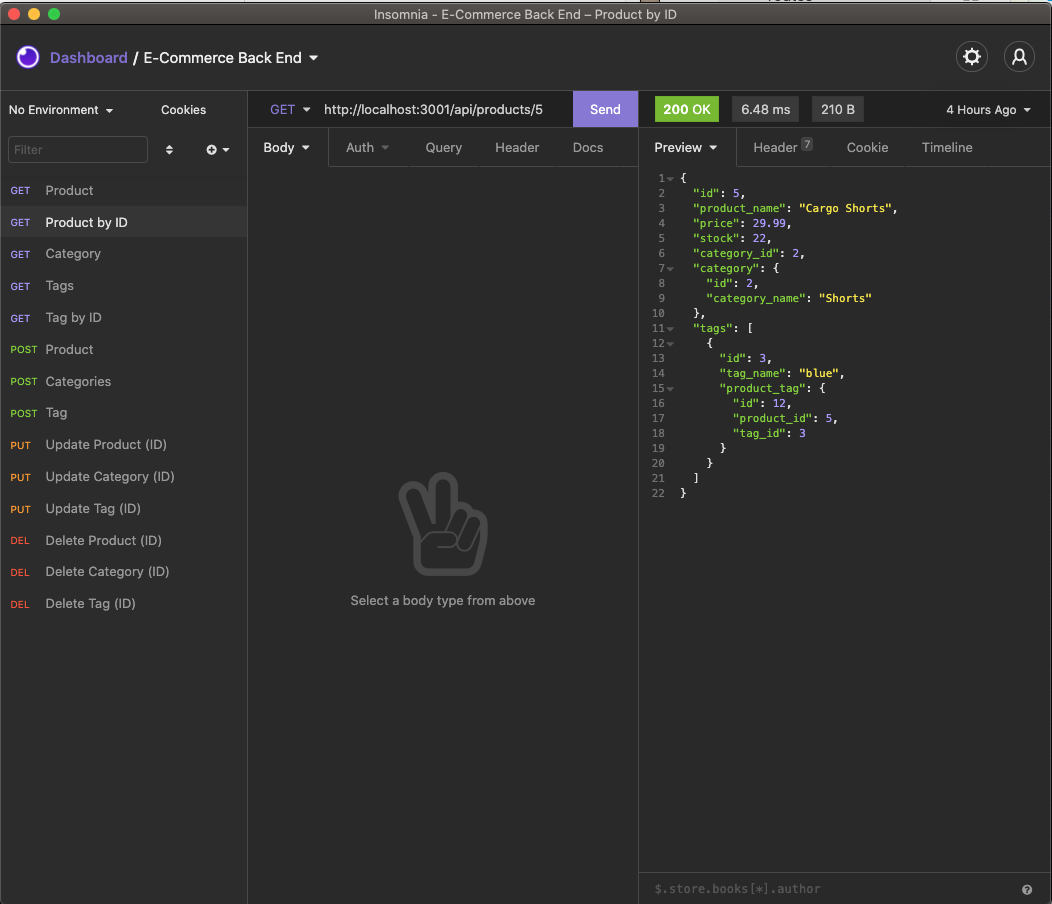 Insomnia - E-Commerce Back End – Product by ID
Dashboard / E-Commerce Back End
No Environment
Cookies
Filter
GET Product
GET Product by ID
GET Category
GET Tags
GET Tag by ID
POST Product
POST Categories
POST Tag
PUT Update Product (ID)
PUT Update Category (ID)
PUT Update Tag (ID)
DEL Delete Product (ID)
DEL Delete Category (ID)
DEL Delete Tag (ID)
GET http://localhost:3001/api/products/5 Send
Body Auth Query Header Docs
Select a body type from above
200 OK 6.48 ms 210 B 4 Hours Ago
Preview Header 7 Cookie Timeline
1 {
2 "id": 5,
3 "product_name": "Cargo Shorts",
4 "price": 29.99,
5 "stock": 22,
6 "category_id": 2,
7 "category": {
8 "id": 2,
9 "category_name": "Shorts"
10 },
11 "tags": [
12 {
13 "id": 3,
14 "tag_name": "blue",
15 "product_tag": {
16 "id": 12,
17 "product_id": 5,
18 "tag_id": 3
19 }
20 }
21 ]
22 }
$.store.books[*].author